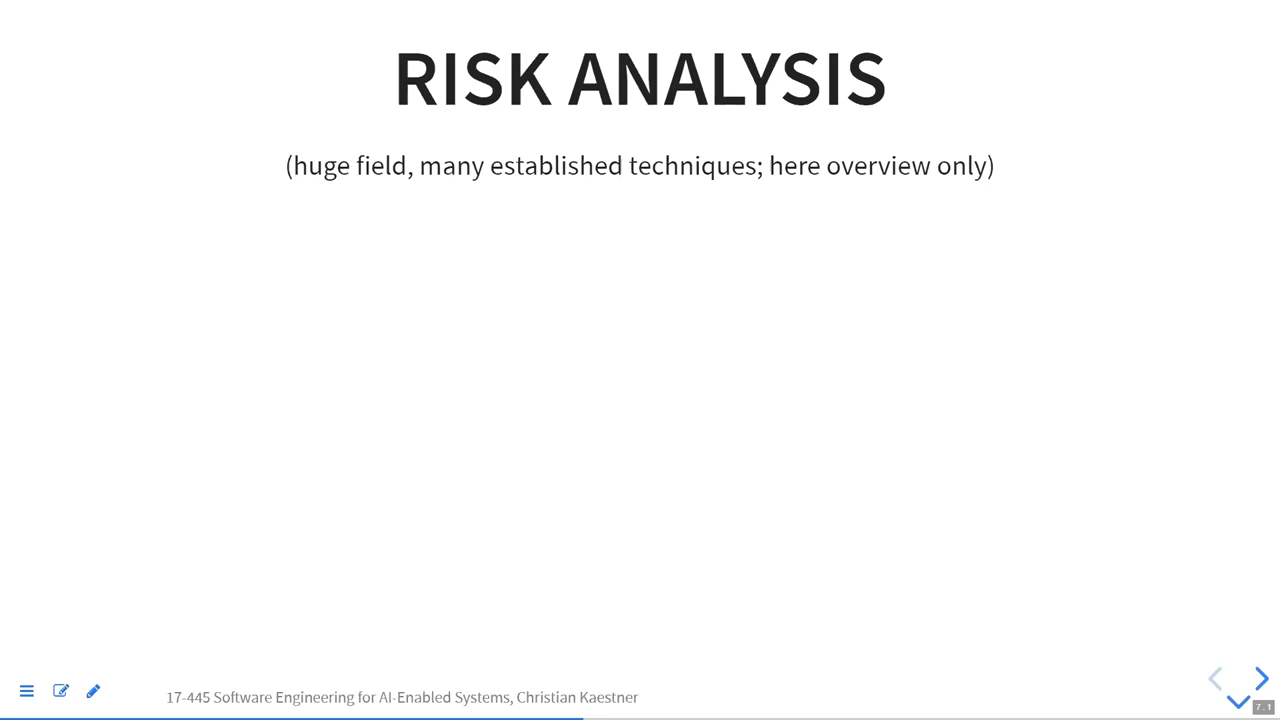 RISK ANALYSIS
(huge field, many established techniques; here overview only)
17-445 Software Engineering for AI-Enabled Systems, Christian Kaestner
7.1